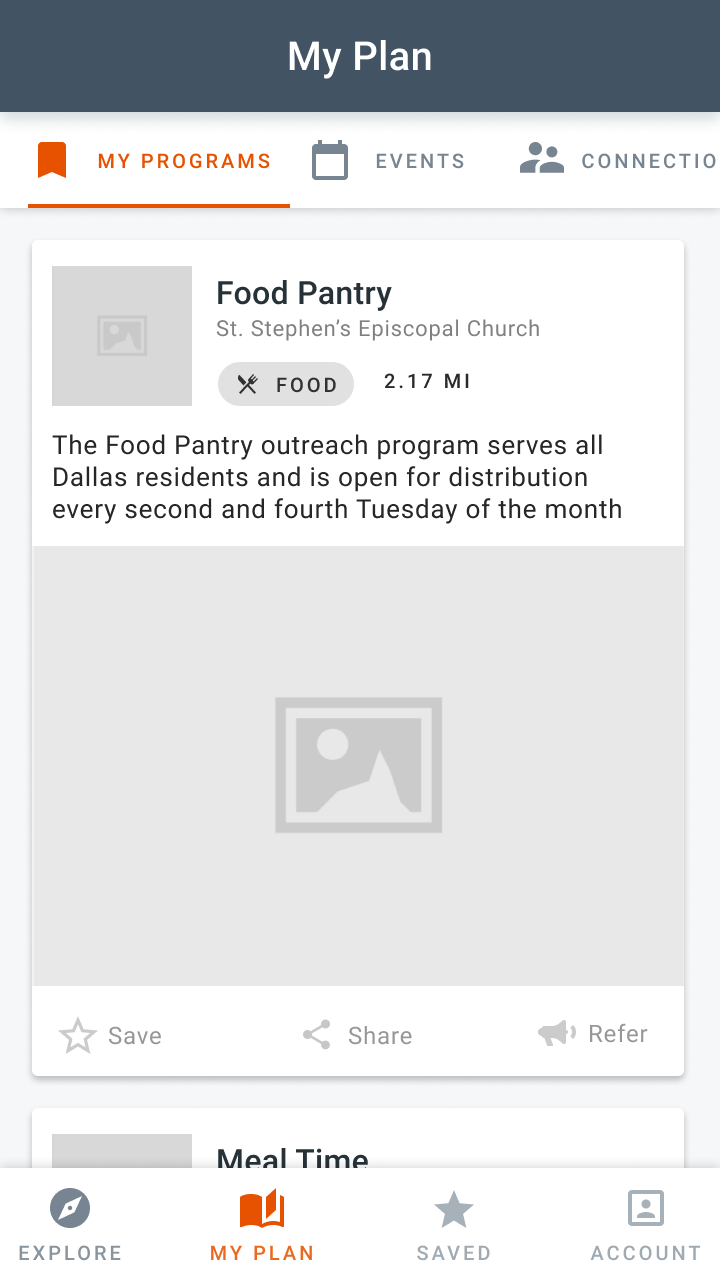 My Plan
MY PROGRAMS EVENTS CONNECTIO
Food Pantry
St. Stephen’s Episcopal Church
FOOD 2.17 MI
The Food Pantry outreach program serves all
Dallas residents and is open for distribution
every second and fourth Tuesday of the month
Save Share Refer
Meal Time
EXPLORE MY PLAN SAVED ACCOUNT